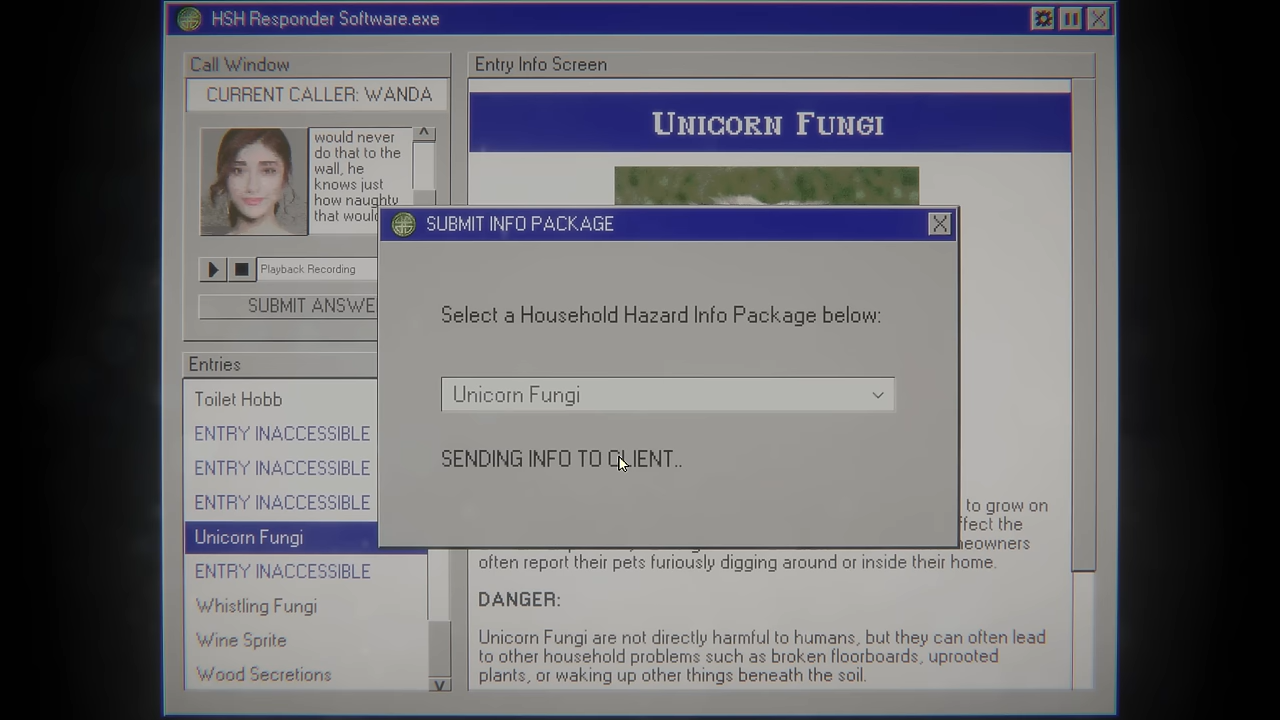 HSH Responder Software.exe
Call Window
CURRENT CALLER: WANDA
would never
do that to the
wall, he
knows just
how naughty
that would
Playback Recording
SUBMIT ANSWE
Entries
Toilet Hobb
ENTRY INACCESSIBLE
ENTRY INACCESSIBLE
ENTRY INACCESSIBLE
Unicorn Fungi
ENTRY INACCESSIBLE
Whistling Fungi
Wine Sprite
Wood Secretions
Entry Info Screen
UNICORN FUNGI
SUBMIT INFO PACKAGE
Select a Household Hazard Info Package below:
Unicorn Fungi
SENDING INFO TO CLIENT..
to grow on
ffect the
meowners
often report their pets furiously digging around or inside their home.
DANGER:
Unicorn Fungi are not directly harmful to humans, but they can often lead
to other household problems such as broken floorboards, uprooted
plants, or waking up other things beneath the soil.